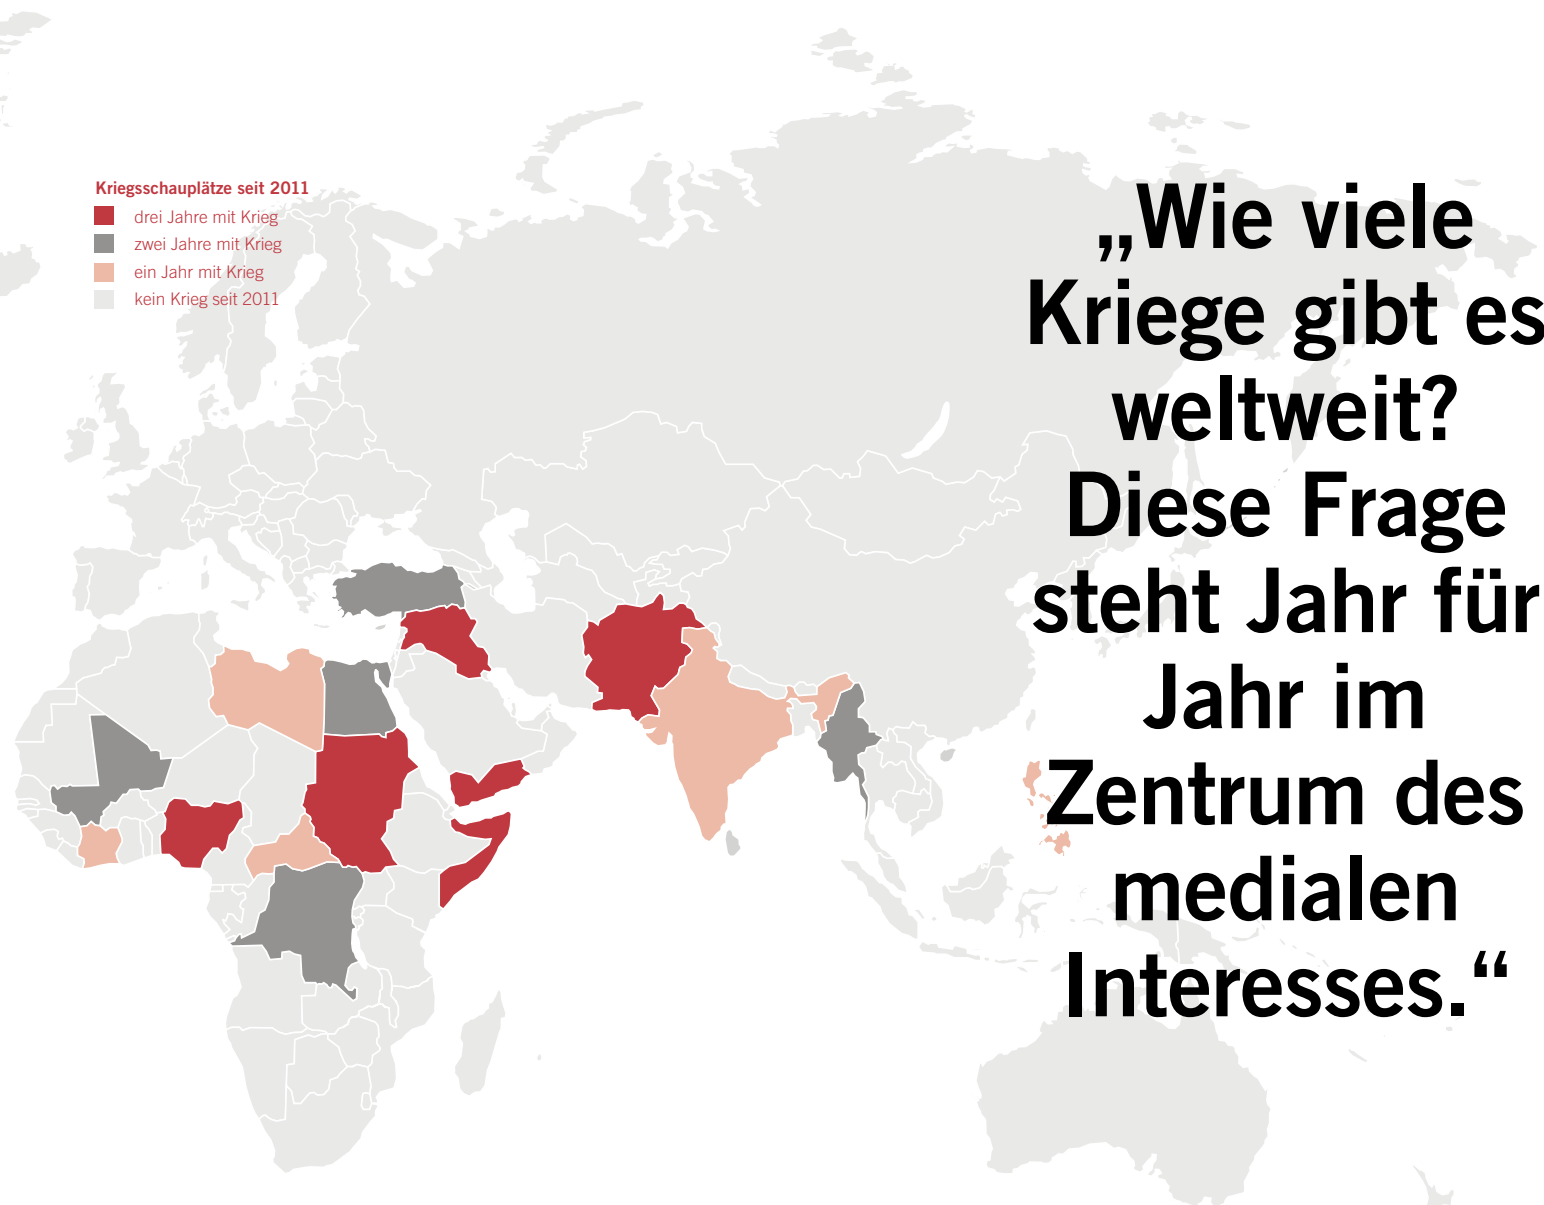 Kriegsschauplätze seit 2011
drei Jahre mit Krieg
zwei Jahre mit Krieg
ein Jahr mit Krieg
kein Krieg seit 2011
„Wie viele
Kriege gibt es
weltweit?
Diese Frage
steht Jahr für
Jahr im
Zentrum des
medialen
Interesses.“